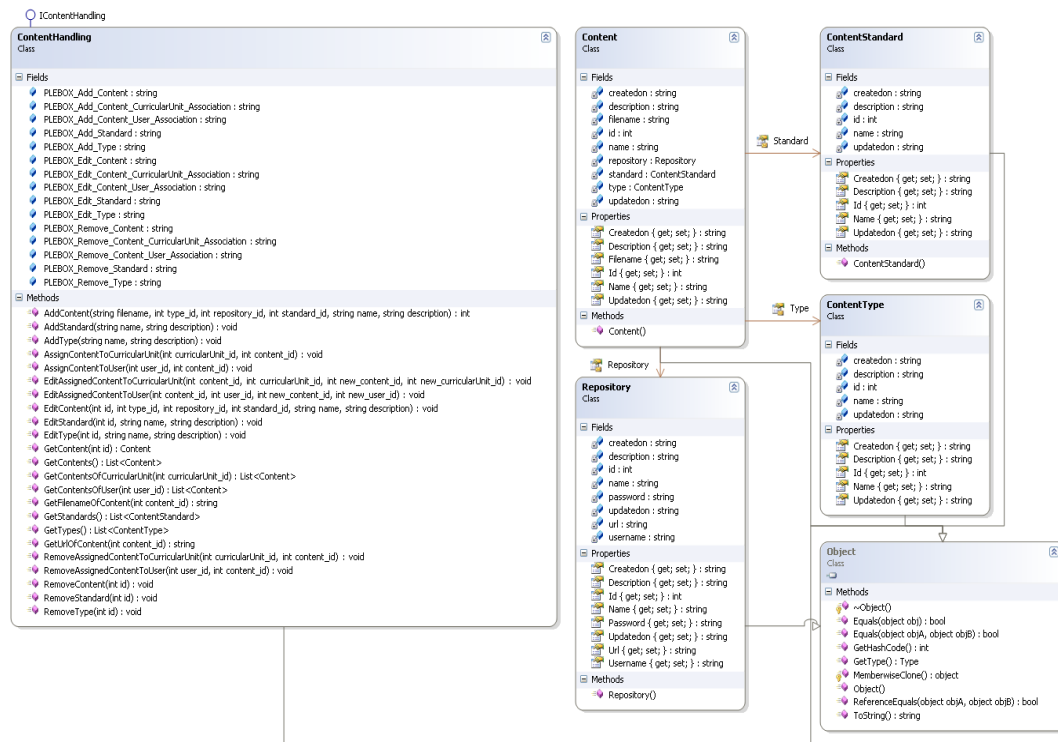 IContentHandling
ContentHandling
Class
Fields
PLEBOX_Add_Content : string
PLEBOX_Add_Content_CurricularUnit_Association : string
PLEBOX_Add_Content_User_Association : string
PLEBOX_Add_Standard : string
PLEBOX_Add_Type : string
PLEBOX_Edit_Content : string
PLEBOX_Edit_Content_CurricularUnit_Association : string
PLEBOX_Edit_Content_User_Association : string
PLEBOX_Edit_Standard : string
PLEBOX_Edit_Type : string
PLEBOX_Remove_Content : string
PLEBOX_Remove_Content_CurricularUnit_Association : string
PLEBOX_Remove_Content_User_Association : string
PLEBOX_Remove_Standard : string
PLEBOX_Remove_Type : string
Methods
AddContent(string filename, int type_id, int repository_id, int standard_id, string name, string description) : int
AddStandard(string name, string description) : void
AddType(string name, string description) : void
AssignContentToCurricularUnit(int curricularUnit_id, int content_id) : void
AssignContentToUser(int user_id, int content_id) : void
EditAssignedContentToCurricularUnit(int content_id, int curricularUnit_id, int new_content_id, int new_curricularUnit_id) : void
EditAssignedContentToUser(int content_id, int user_id, int new_content_id, int new_user_id) : void
EditContent(int id, int type_id, int repository_id, int standard_id, string name, string description) : void
EditStandard(int id, string name, string description) : void
EditType(int id, string name, string description) : void
GetContent(int id) : Content
GetContents() : List<Content>
GetContentsOfCurricularUnit(int curricularUnit_id) : List<Content>
GetContentsOfUser(int user_id) : List<Content>
GetFilenameOfContent(int content_id) : string
GetStandards() : List<ContentStandard>
GetTypes() : List<ContentType>
GetUrlOfContent(int content_id) : string
RemoveAssignedContentToCurricularUnit(int curricularUnit_id, int content_id) : void
RemoveAssignedContentToUser(int user_id, int content_id) : void
RemoveContent(int id) : void
RemoveStandard(int id) : void
RemoveType(int id) : void
Content
Class
Fields
createdon : string
description : string
filename : string
id : int
name : string
repository : Repository
standard : ContentStandard
type : ContentType
updatedon : string
Properties
Createdon { get; set; } : string
Description { get; set; } : string
Filename { get; set; } : string
Id { get; set; } : int
Name { get; set; } : string
Updatedon { get; set; } : string
Methods
Content()
Standard
Type
Repository
Repository
Class
Fields
createdon : string
description : string
id : int
name : string
password : string
updatedon : string
url : string
username : string
Properties
Createdon { get; set; } : string
Description { get; set; } : string
Id { get; set; } : int
Name { get; set; } : string
Password { get; set; } : string
Updatedon { get; set; } : string
Url { get; set; } : string
Username { get; set; } : string
Methods
Repository()
ContentStandard
Class
Fields
createdon : string
description : string
id : int
name : string
updatedon : string
Properties
Createdon { get; set; } : string
Description { get; set; } : string
Id { get; set; } : int
Name { get; set; } : string
Updatedon { get; set; } : string
Methods
ContentStandard()
ContentType
Class
Fields
createdon : string
description : string
id : int
name : string
updatedon : string
Properties
Createdon { get; set; } : string
Description { get; set; } : string
Id { get; set; } : int
Name { get; set; } : string
Updatedon { get; set; } : string
Object
Class
Methods
~Object()
Equals(object obj) : bool
Equals(object objA, object objB) : bool
GetHashCode() : int
GetType() : Type
MemberwiseClone() : object
Object()
ReferenceEquals(object objA, object objB) : bool
ToString() : string